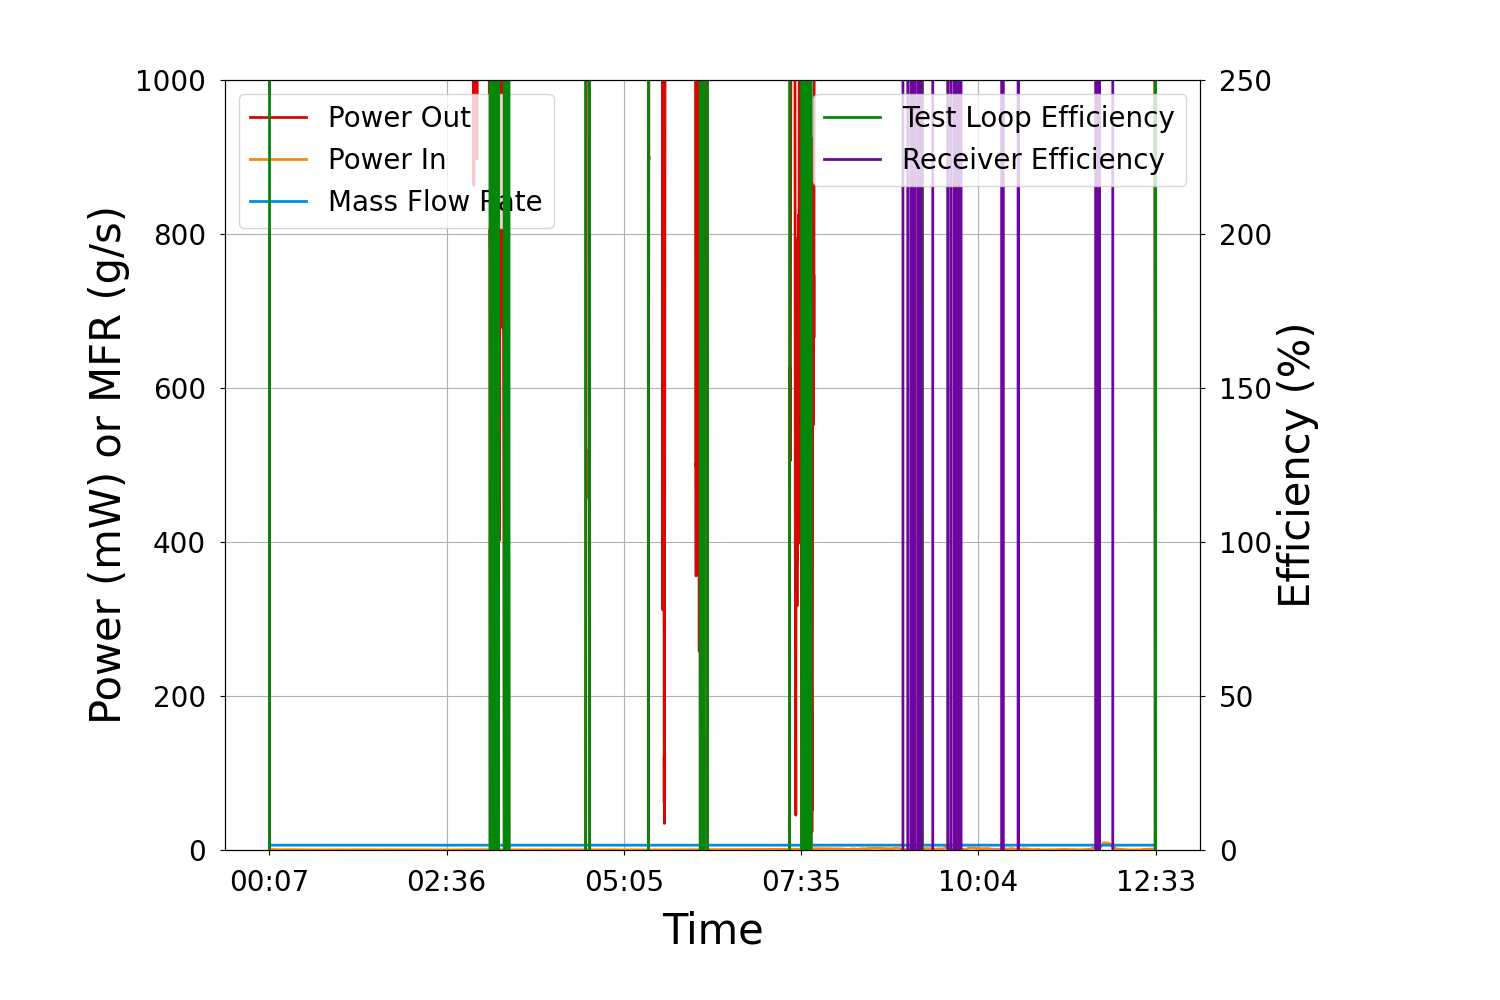 1000
800
600
400
200
0
Power (mW) or MFR (g/s)
Power Out
Power In
Mass Flow Rate
Test Loop Efficiency
Receiver Efficiency
250
200
150
100
50
0
Efficiency (%)
00:07 02:36 05:05 07:35 10:04 12:33
Time